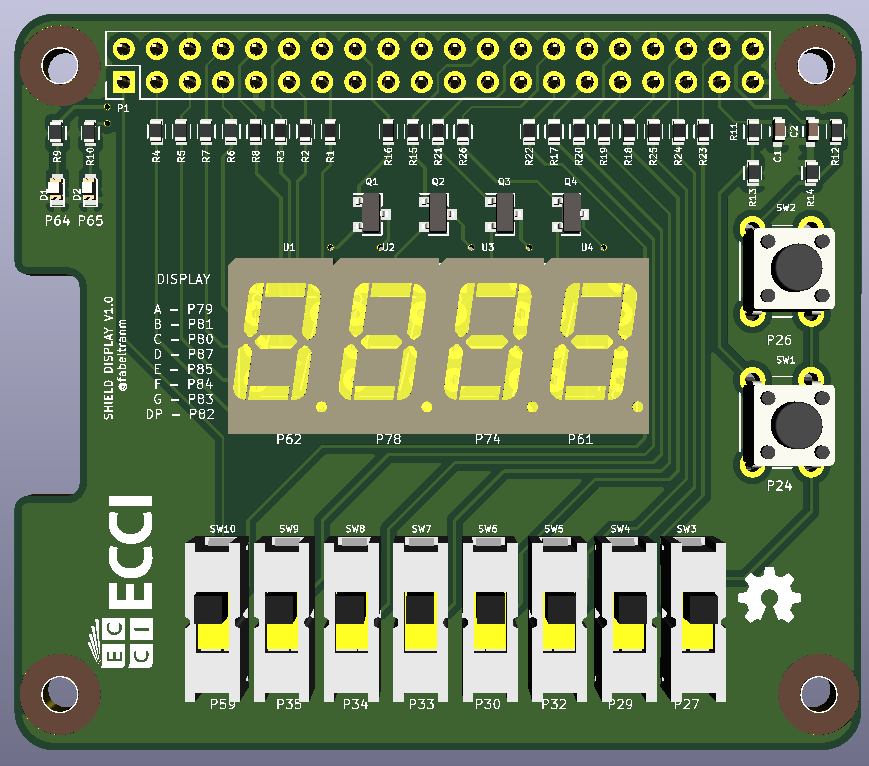 P1
R9
R10
R4
R5
R7
R6
R8
R3
R2
R1
R16
R15
R21
R26
R22
R17
R20
R19
R18
R25
R24
R23
R11
C1
C2
R12
R13
R14
D1
D2
P64
P65
Q1
Q2
Q3
Q4
U1
U2
U3
U4
SW2
P26
SW1
P24
DISPLAY
A - P79
B - P81
C - P80
D - P87
E - P85
F - P84
G - P83
DP - P82
SHIELD DISPLAY V1.0
@fabeltranm
P62
P78
P74
P61
ECCI
EC
CI
SW10
SW9
SW8
SW7
SW6
SW5
SW4
SW3
P59
P35
P34
P33
P30
P32
P29
P27